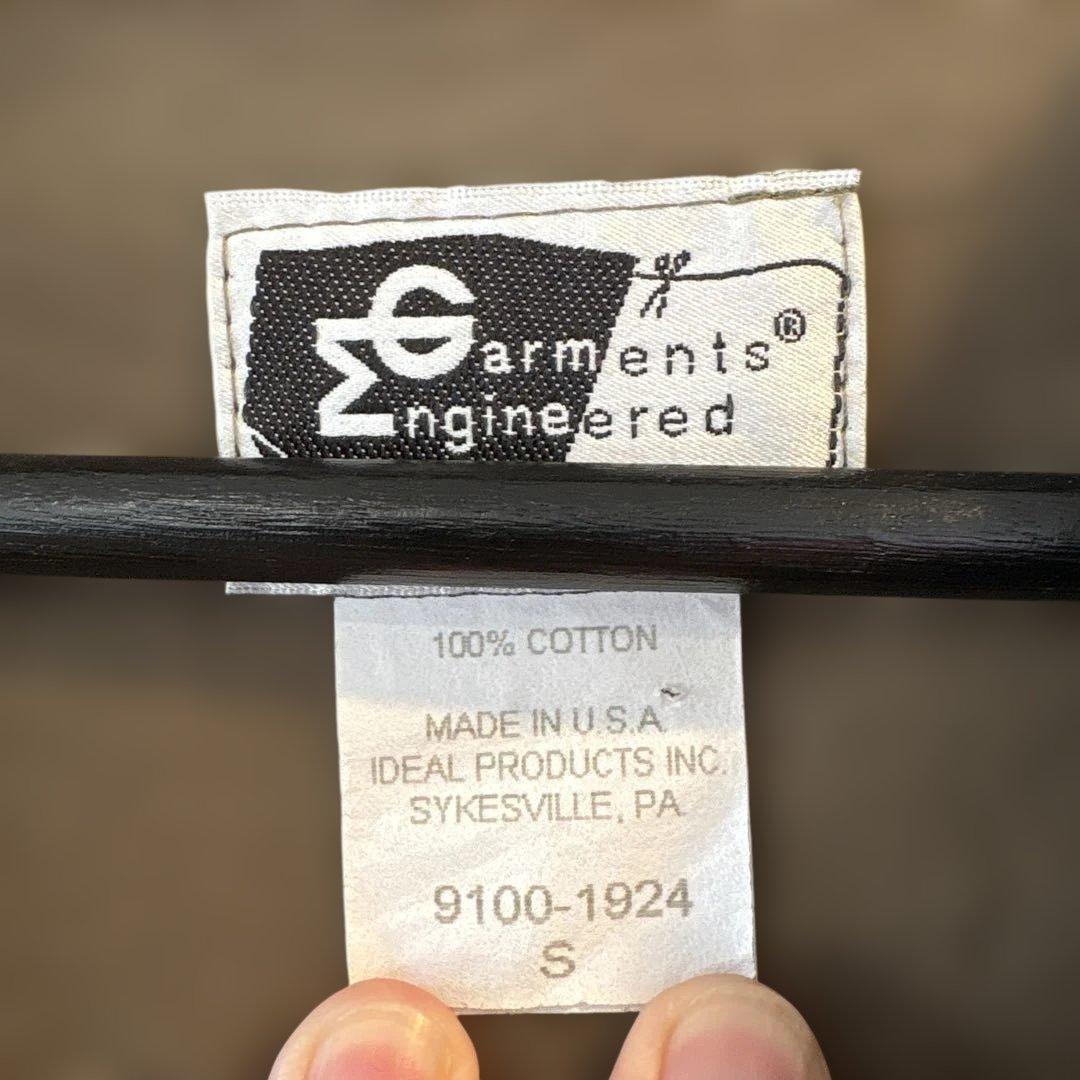 Garments®
Engineered
100% COTTON
MADE IN U.S.A.
IDEAL PRODUCTS INC.
SYKESVILLE, PA
9100-1924
S